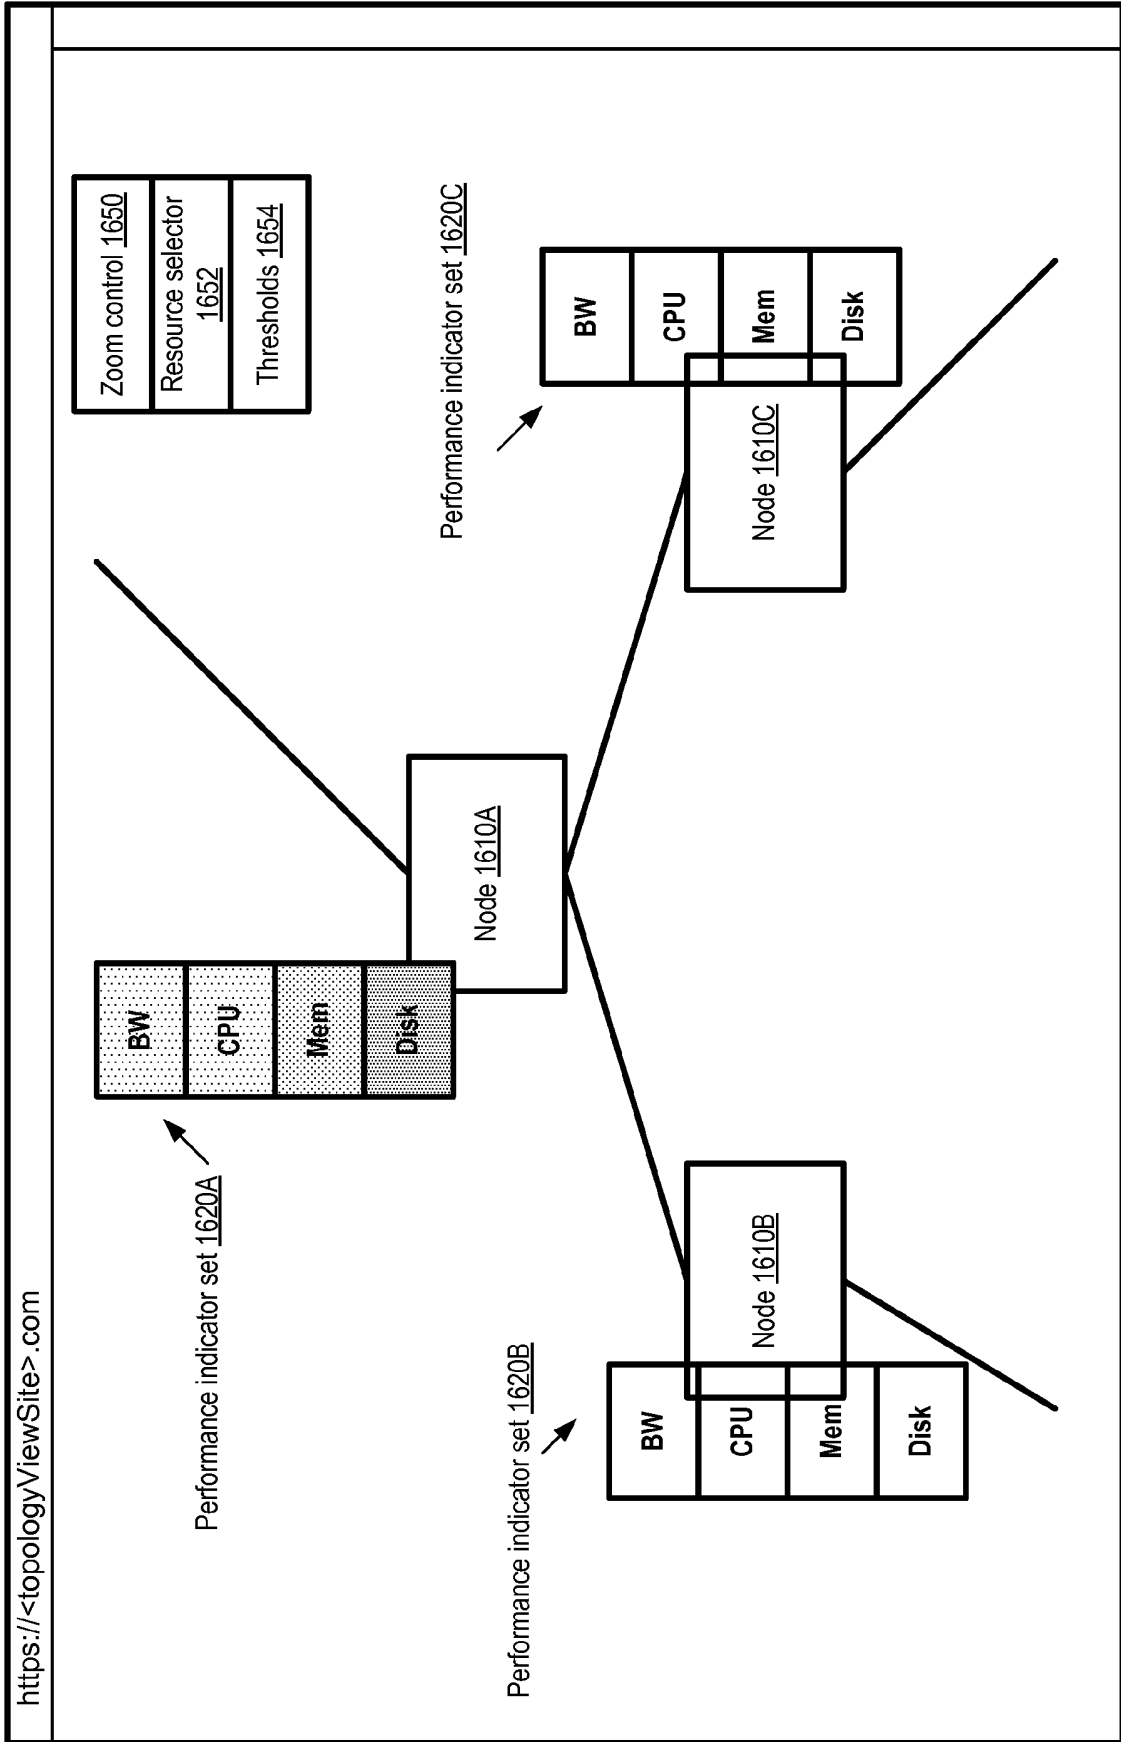 https://<topologyViewSite>.com
Zoom control 1650
Resource selector
1652
Thresholds 1654
Performance indicator set 1620A
BW
CPU
Mem
Disk
Node 1610A
Performance indicator set 1620B
BW
CPU
Mem
Disk
Node 1610B
Performance indicator set 1620C
BW
CPU
Mem
Disk
Node 1610C